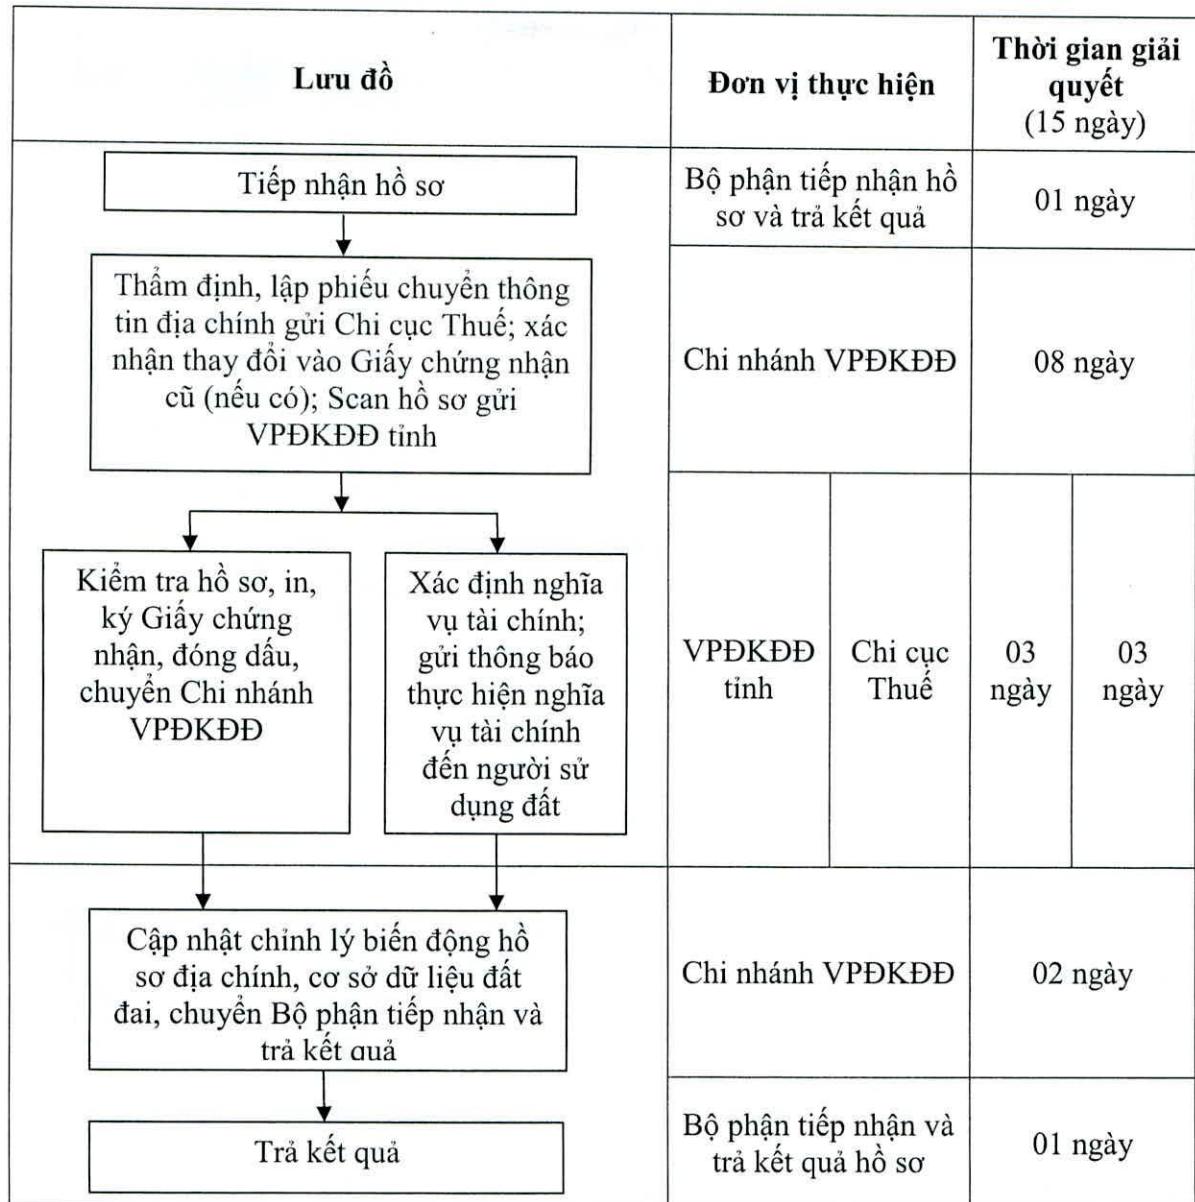 Lưu đồ
Đơn vị thực hiện
Thời gian giải
quyết
(15 ngày)
Tiếp nhận hồ sơ
Bộ phận tiếp nhận hồ
sơ và trả kết quả
01 ngày
Thẩm định, lập phiếu chuyển thông
tin địa chính gửi Chi cục Thuế; xác
nhận thay đổi vào Giấy chứng nhận
cũ (nếu có); Scan hồ sơ gửi
VPĐKĐĐ tỉnh
Chi nhánh VPĐKĐĐ
08 ngày
Kiểm tra hồ sơ, in,
ký Giấy chứng
nhận, đóng dấu,
chuyển Chi nhánh
VPĐKĐĐ
Xác định nghĩa
vụ tài chính;
gửi thông báo
thực hiện nghĩa
vụ tài chính
đến người sử
dụng đất
VPĐKĐĐ
tỉnh
Chi cục
Thuế
03
ngày
03
ngày
Cập nhật chỉnh lý biến động hồ
sơ địa chính, cơ sở dữ liệu đất
đai, chuyển Bộ phận tiếp nhận và
trả kết quả
Chi nhánh VPĐKĐĐ
02 ngày
Trả kết quả
Bộ phận tiếp nhận và
trả kết quả hồ sơ
01 ngày